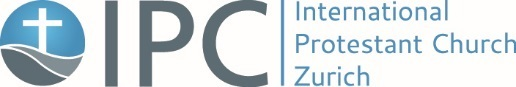 IPC
International
Protestant Church
Zurich